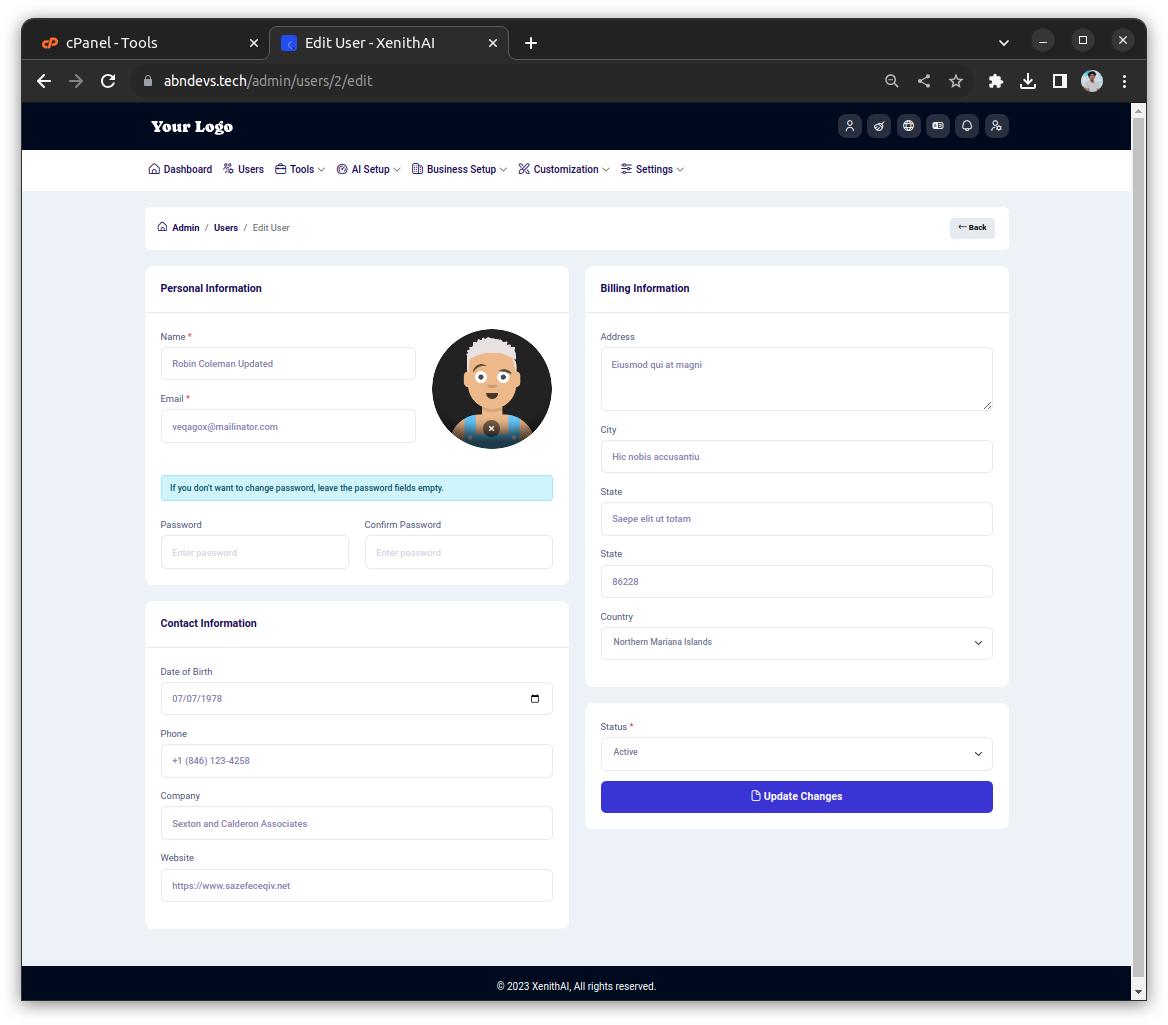 cPanel - Tools
Edit User - XenithAI
abndevs.tech/admin/users/2/edit
Your Logo
Dashboard Users Tools AI Setup Business Setup Customization Settings
Admin / Users / Edit User
Back
Personal Information
Name *
Robin Coleman Updated
Email *
veqagox@mailinator.com
If you don't want to change password, leave the password fields empty.
Password Confirm Password
Enter password Enter password
Contact Information
Date of Birth
07/07/1978
Phone
+1 (846) 123-4258
Company
Sexton and Calderon Associates
Website
https://www.sazefeceqiv.net
Billing Information
Address
Eiusmod qui at magni
City
Hic nobis accusantiu
State
Saepe elit ut totam
State
86228
Country
Northern Mariana Islands
Status *
Active
Update Changes
© 2023 XenithAI, All rights reserved.